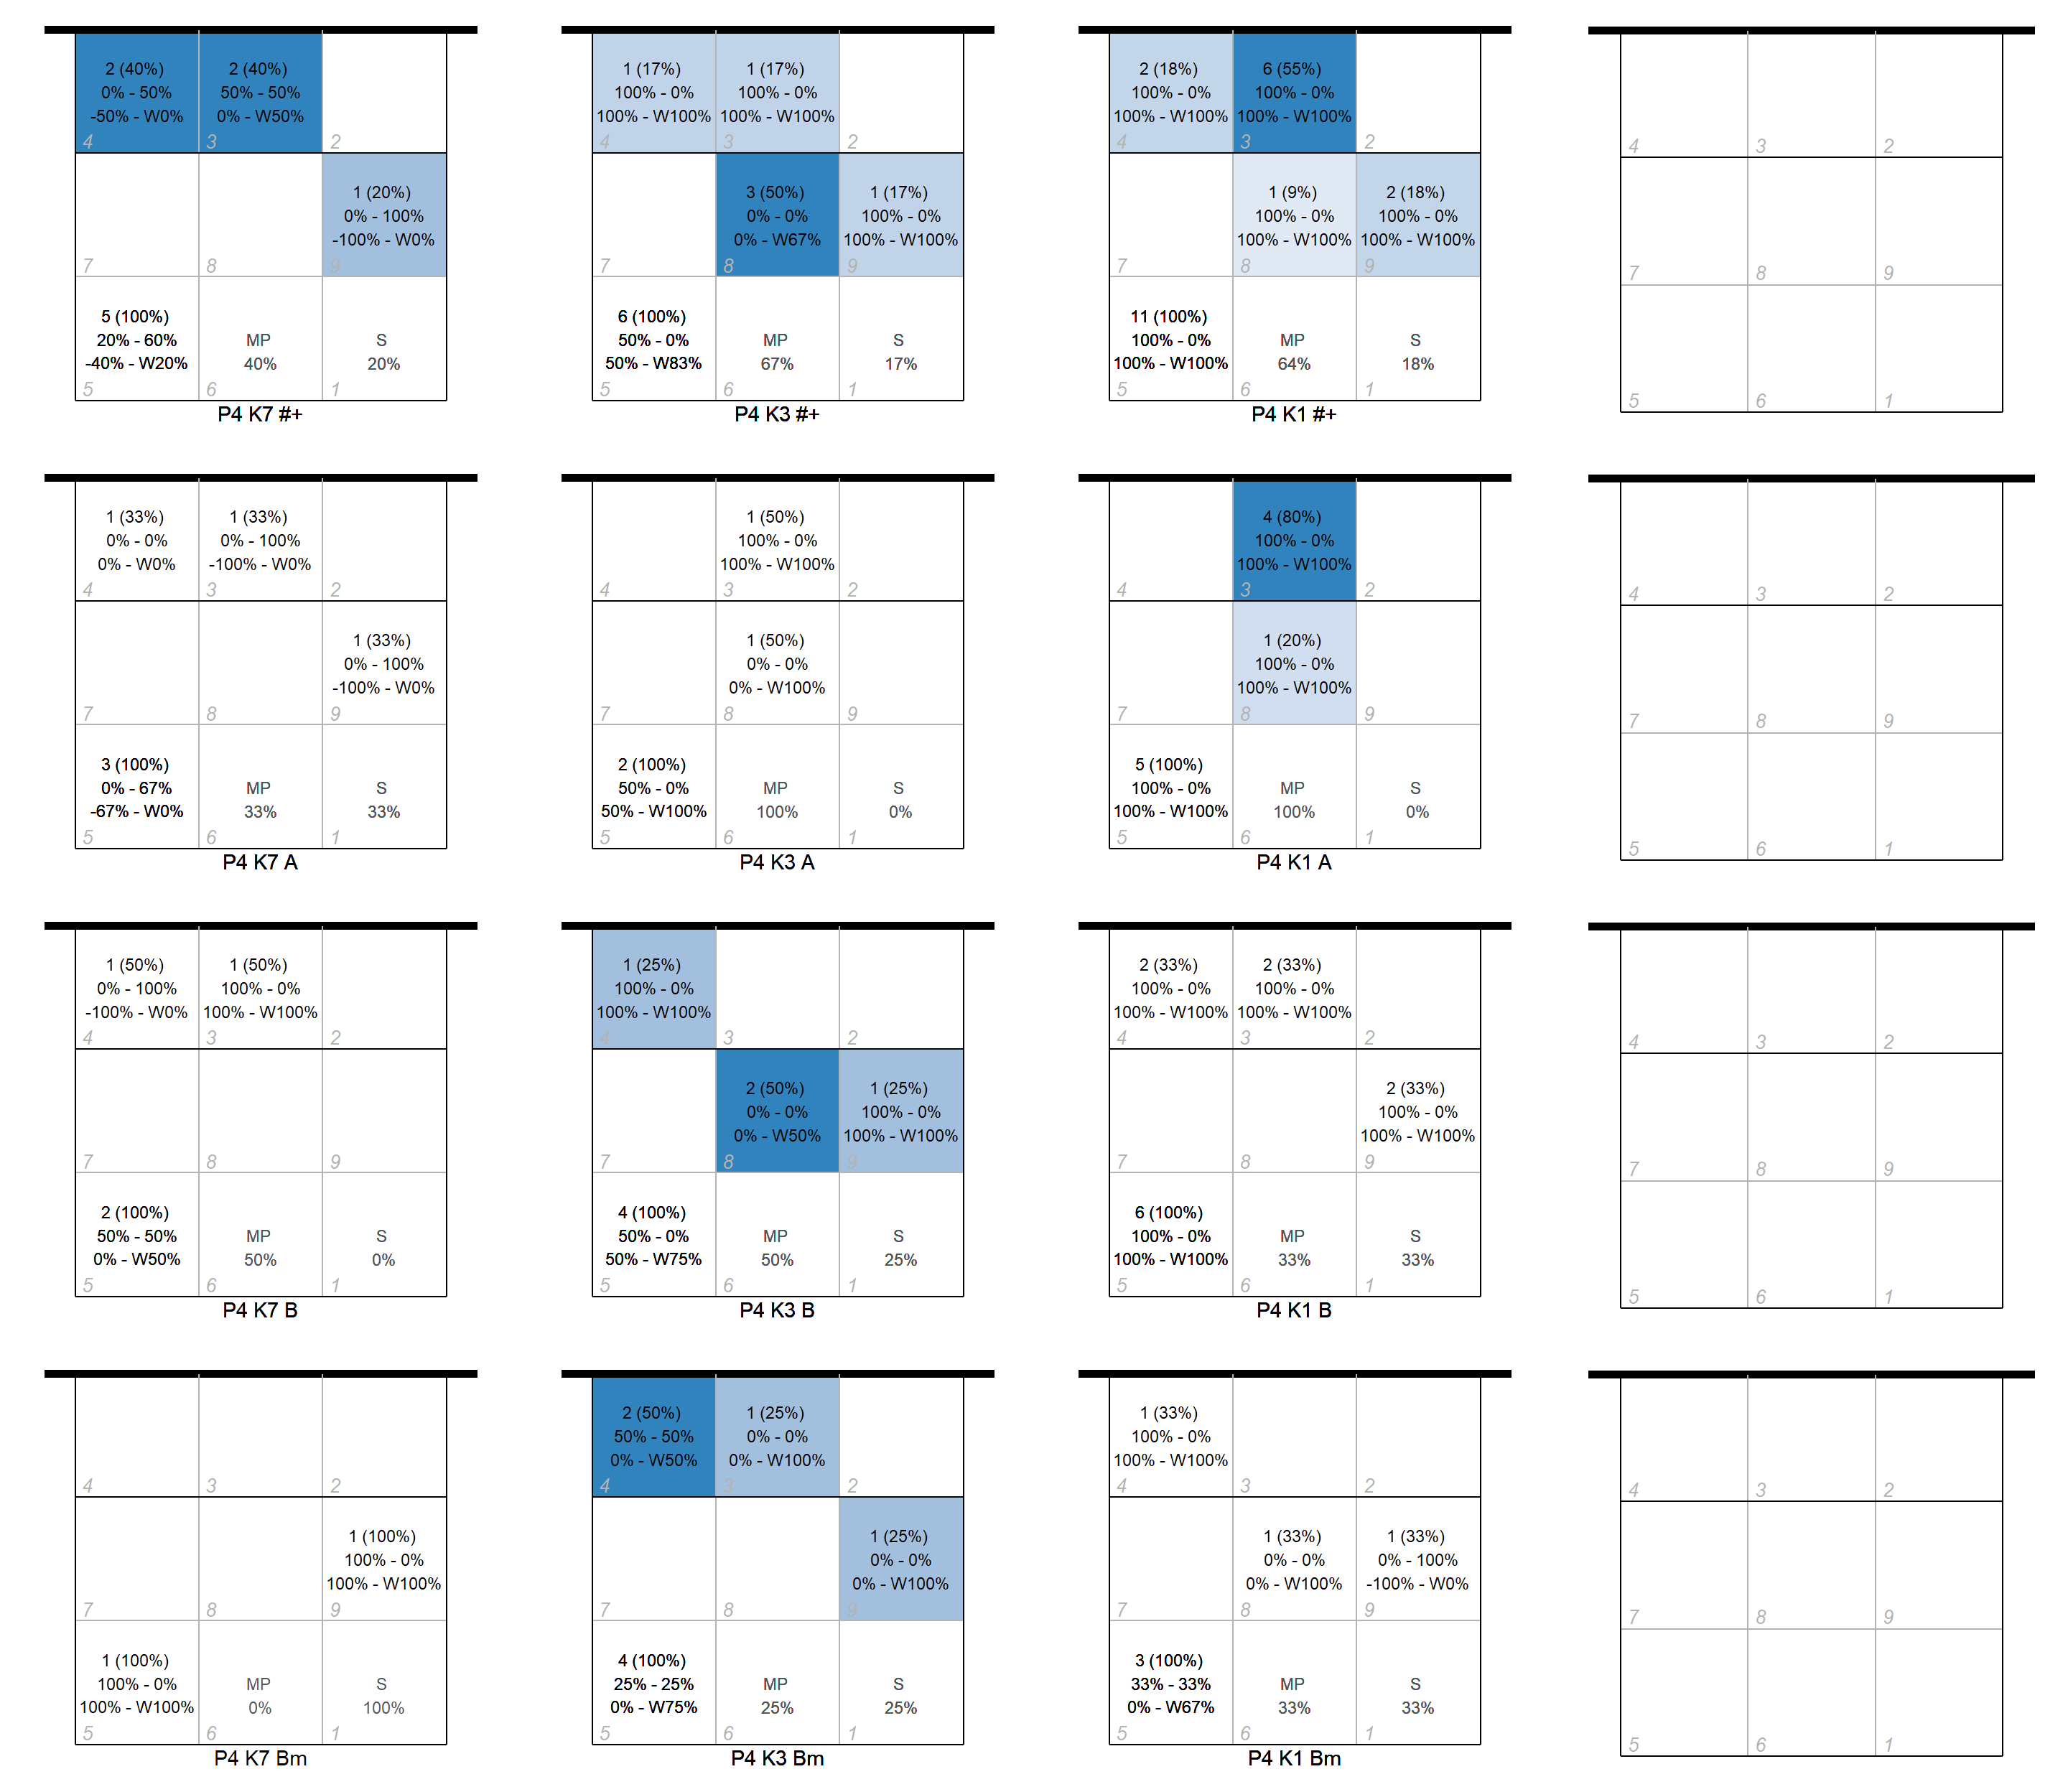 2 (40%)
0% - 50%
-50% - W0%
4
2 (40%)
50% - 50%
0% - W50%
3
2
7
8
1 (20%)
0% - 100%
-100% - W0%
9
5 (100%)
20% - 60%
-40% - W20%
5
MP
40%
6
S
20%
1
P4 K7 #+
1 (17%)
100% - 0%
100% - W100%
4
1 (17%)
100% - 0%
100% - W100%
3
2
7
3 (50%)
0% - 0%
0% - W67%
8
1 (17%)
100% - 0%
100% - W100%
9
6 (100%)
50% - 0%
50% - W83%
5
MP
67%
6
S
17%
1
P4 K3 #+
2 (18%)
100% - 0%
100% - W100%
4
6 (55%)
100% - 0%
100% - W100%
3
2
7
1 (9%)
100% - 0%
100% - W100%
8
2 (18%)
100% - 0%
100% - W100%
9
11 (100%)
100% - 0%
100% - W100%
5
MP
64%
6
S
18%
1
P4 K1 #+
4
3
2
7
8
9
5
6
1
1 (33%)
0% - 0%
0% - W0%
4
1 (33%)
0% - 100%
-100% - W0%
3
2
7
8
1 (33%)
0% - 100%
-100% - W0%
9
3 (100%)
0% - 67%
-67% - W0%
5
MP
33%
6
S
33%
1
P4 K7 A
4
1 (50%)
100% - 0%
100% - W100%
3
2
7
1 (50%)
0% - 0%
0% - W100%
8
9
2 (100%)
50% - 0%
50% - W100%
5
MP
100%
6
S
0%
1
P4 K3 A
4
4 (80%)
100% - 0%
100% - W100%
3
2
7
1 (20%)
100% - 0%
100% - W100%
8
9
5 (100%)
100% - 0%
100% - W100%
5
MP
100%
6
S
0%
1
P4 K1 A
4
3
2
7
8
9
5
6
1
1 (50%)
0% - 100%
-100% - W0%
4
1 (50%)
100% - 0%
100% - W100%
3
2
7
8
9
2 (100%)
50% - 50%
0% - W50%
5
MP
50%
6
S
0%
1
P4 K7 B
1 (25%)
100% - 0%
100% - W100%
4
3
2
7
2 (50%)
0% - 0%
0% - W50%
8
1 (25%)
100% - 0%
100% - W100%
9
4 (100%)
50% - 0%
50% - W75%
5
MP
50%
6
S
25%
1
P4 K3 B
2 (33%)
100% - 0%
100% - W100%
4
2 (33%)
100% - 0%
100% - W100%
3
2
7
8
2 (33%)
100% - 0%
100% - W100%
9
6 (100%)
100% - 0%
100% - W100%
5
MP
33%
6
S
33%
1
P4 K1 B
4
3
2
7
8
9
5
6
1
4
3
2
7
8
1 (100%)
100% - 0%
100% - W100%
9
1 (100%)
100% - 0%
100% - W100%
5
MP
0%
6
S
100%
1
P4 K7 Bm
2 (50%)
50% - 50%
0% - W50%
4
1 (25%)
0% - 0%
0% - W100%
3
2
7
8
1 (25%)
0% - 0%
0% - W100%
9
4 (100%)
25% - 25%
0% - W75%
5
MP
25%
6
S
25%
1
P4 K3 Bm
1 (33%)
100% - 0%
100% - W100%
4
3
2
7
1 (33%)
0% - 0%
0% - W100%
8
1 (33%)
0% - 100%
-100% - W0%
9
3 (100%)
33% - 33%
0% - W67%
5
MP
33%
6
S
33%
1
P4 K1 Bm
4
3
2
7
8
9
5
6
1